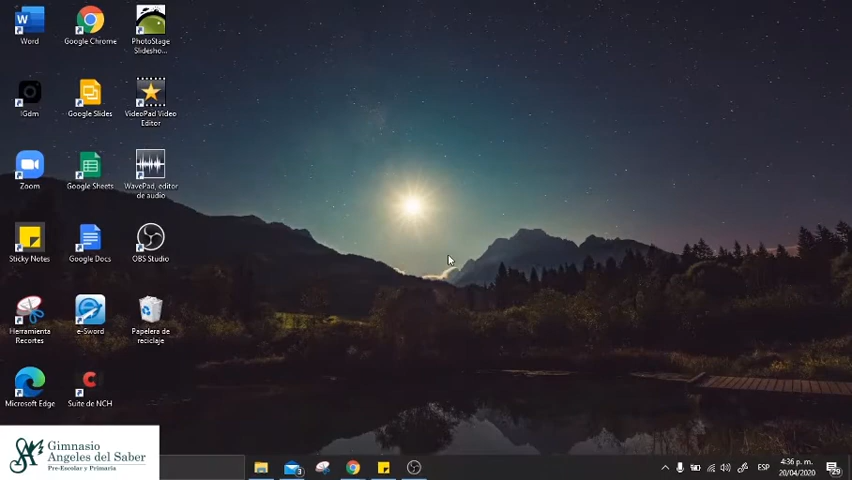 Word
Google Chrome
PhotoStage
Slidesho...
IGdm
Google Slides
VideoPad Video
Editor
Zoom
Google Sheets
WavePad, editor
de audio
Sticky Notes
Google Docs
OBS Studio
Herramienta
Recortes
e-Sword
Papelera de
reciclaje
Microsoft Edge
Suite de NCH
Gimnasio
Angeles del Saber
Pre-Escolar y Primaria
3
ESP
4:36 p. m.
20/04/2020
29